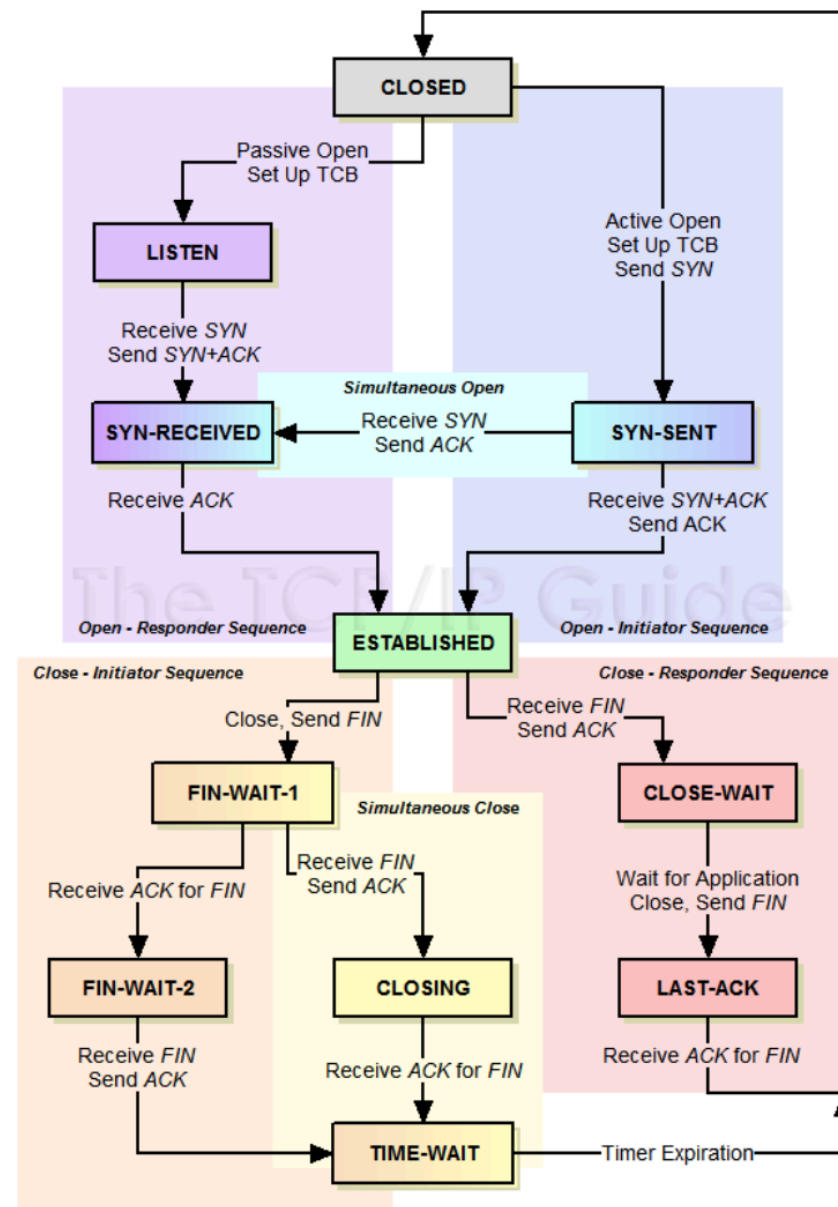 CLOSED
Passive Open
Set Up TCB
Active Open
Set Up TCB
Send SYN
LISTEN
Receive SYN
Send SYN+ACK
Simultaneous Open
SYN-RECEIVED
Receive SYN
Send ACK
SYN-SENT
Receive ACK
Receive SYN+ACK
Send ACK
The TCP/IP Guide
Open - Responder Sequence
Open - Initiator Sequence
ESTABLISHED
Close - Initiator Sequence
Close - Responder Sequence
Close, Send FIN
Receive FIN
Send ACK
FIN-WAIT-1
CLOSE-WAIT
Simultaneous Close
Receive ACK for FIN
Receive FIN
Send ACK
Wait for Application
Close, Send FIN
FIN-WAIT-2
CLOSING
LAST-ACK
Receive FIN
Send ACK
Receive ACK for FIN
Receive ACK for FIN
TIME-WAIT
Timer Expiration